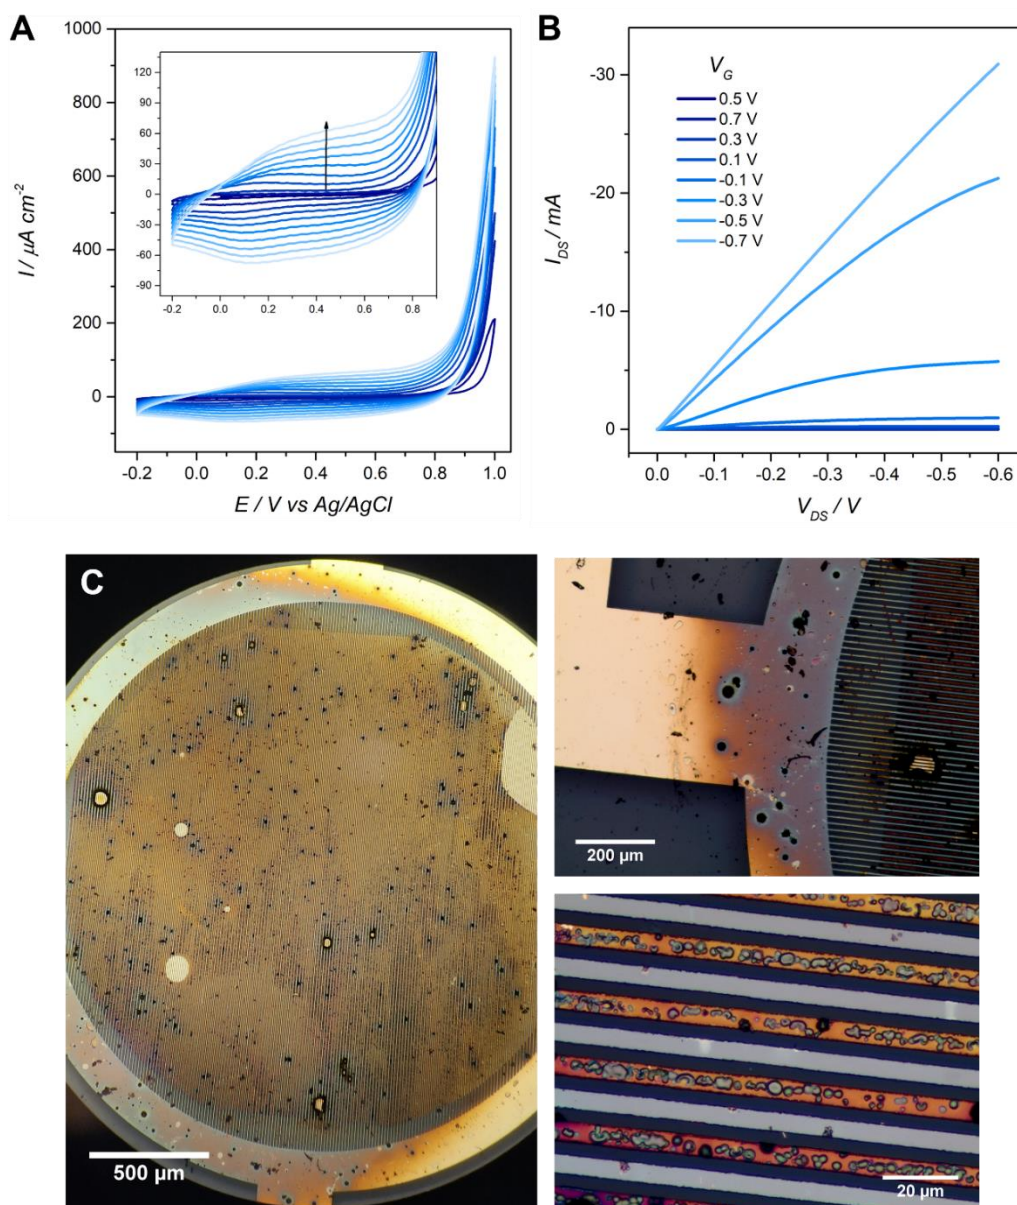 A
I / µA cm-2
1000
800
600
400
200
0
-0.2
0.0
0.2
0.4
0.6
0.8
1.0
E / V vs Ag/AgCl
120
90
60
30
0
-30
-60
-90
-0.2
0.0
0.2
0.4
0.6
0.8
B
IDS / mA
-30
-20
-10
0
VG
0.5 V
0.7 V
0.3 V
0.1 V
-0.1 V
-0.3 V
-0.5 V
-0.7 V
0.0
-0.1
-0.2
-0.3
-0.4
-0.5
-0.6
VDS / V
C
500 µm
200 µm
20 µm